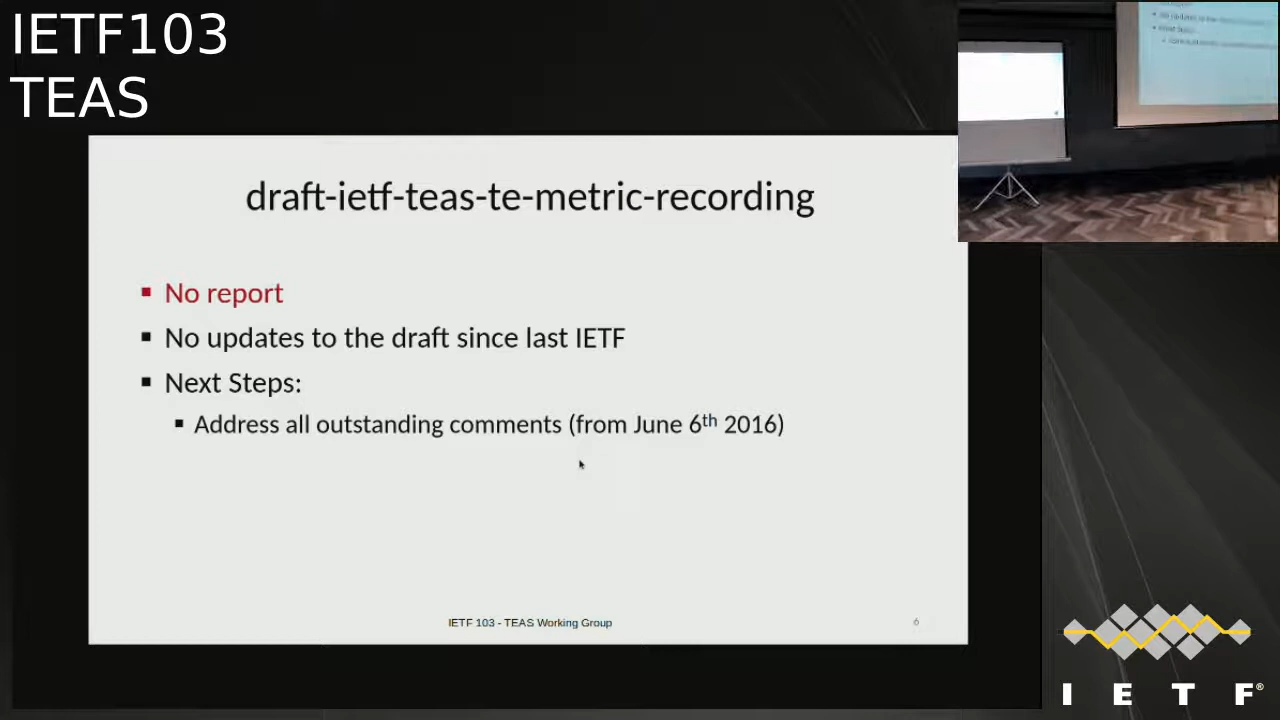 IETF103
TEAS
draft-ietf-teas-te-metric-recording
▪ No report
▪ No updates to the draft since last IETF
▪ Next Steps:
▪ Address all outstanding comments (from June 6th 2016)
IETF 103 - TEAS Working Group
6
I E T F®